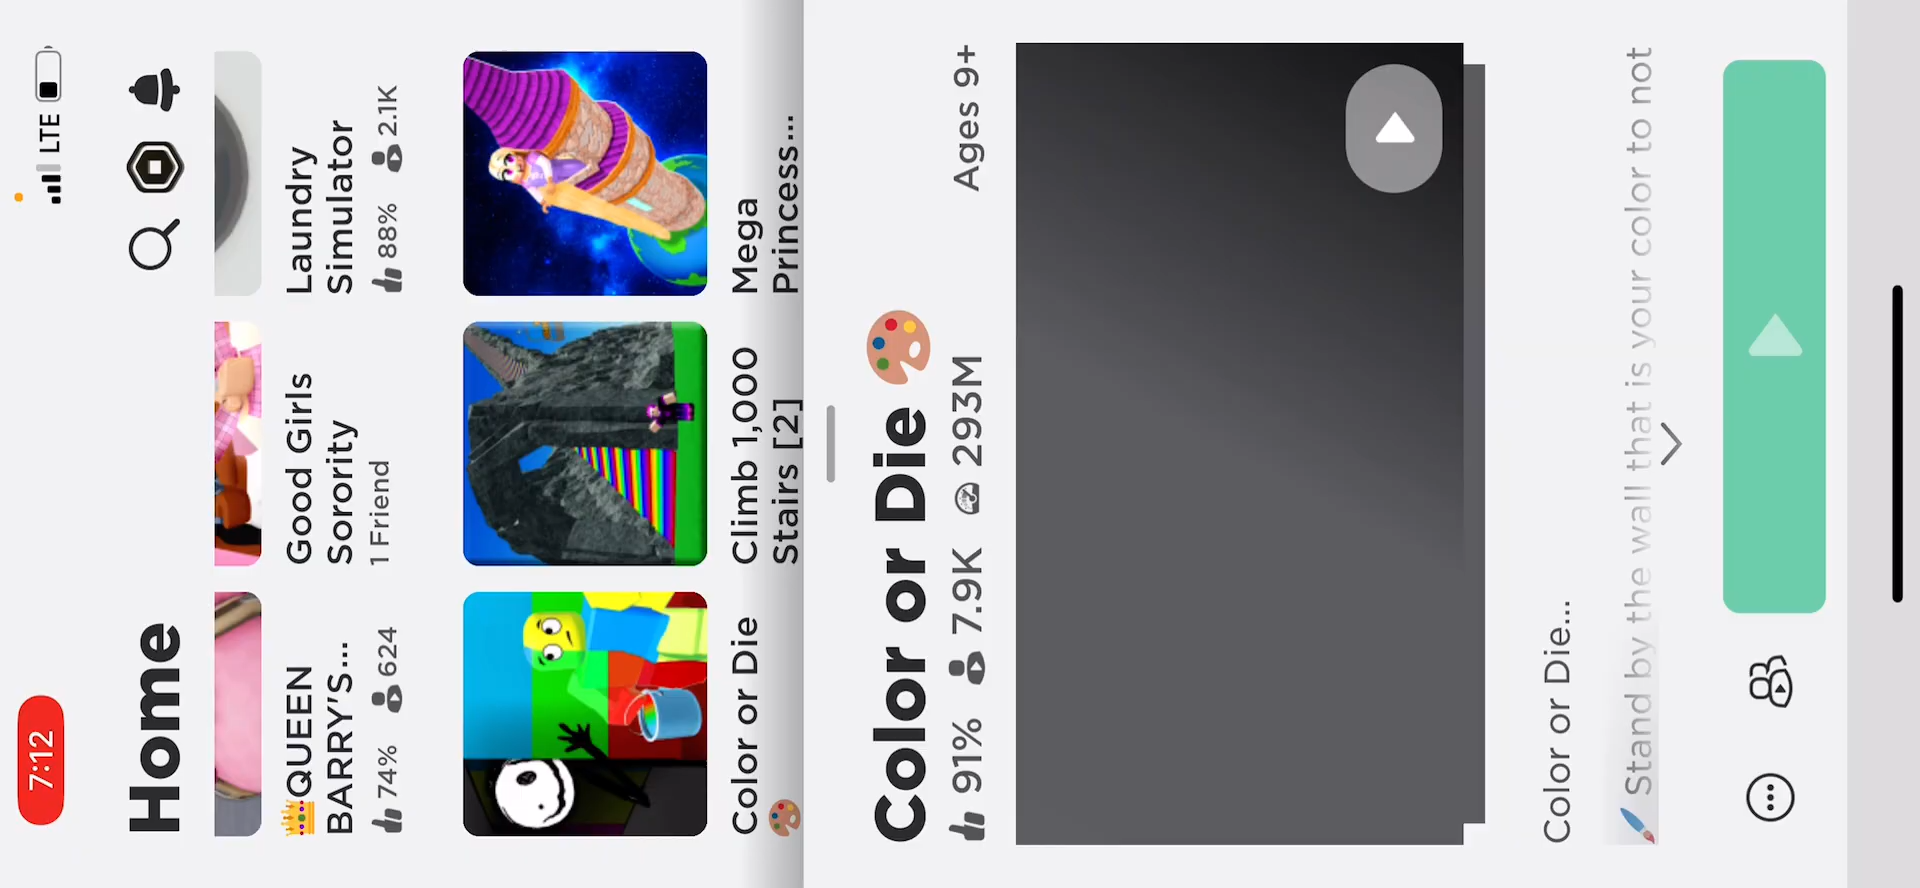 7:12
LTE
Home
QUEEN
BARRY'S...
74% 624
Good Girls
Sorority
1 Friend
Laundry
Simulator
88% 2.1K
Color or Die
Climb 1,000
Stairs [2]
Mega
Princess...
Color or Die
91% 7.9K 293M Ages 9+
Color or Die...
Stand by the wall that is your color to not